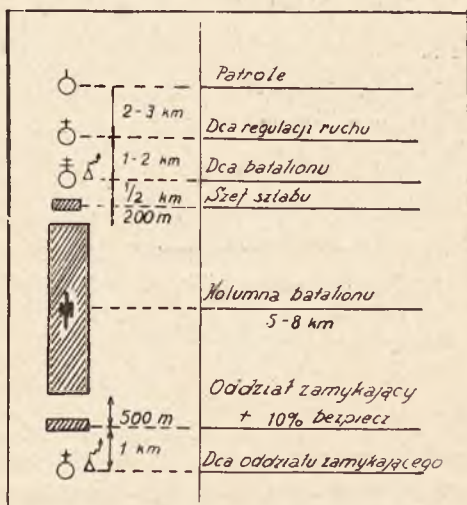 Patrole
2-3 km
Dca regulacji ruchu
1-2 km
Dca batalionu
1/2 km
Szef sztabu
200 m
Kolumna batalionu
5-8 km
Oddział zamykający
500 m
+ 10% bezpiecz
1 km
Dca oddziału zamykającego